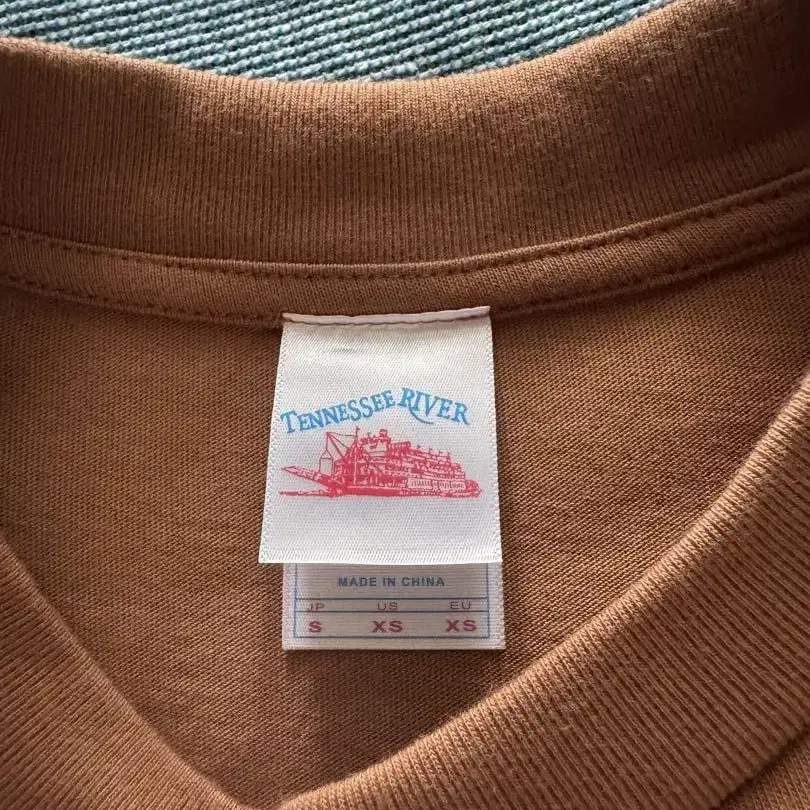 TENNESSEE RIVER
MADE IN CHINA
JP US EU
S XS XS